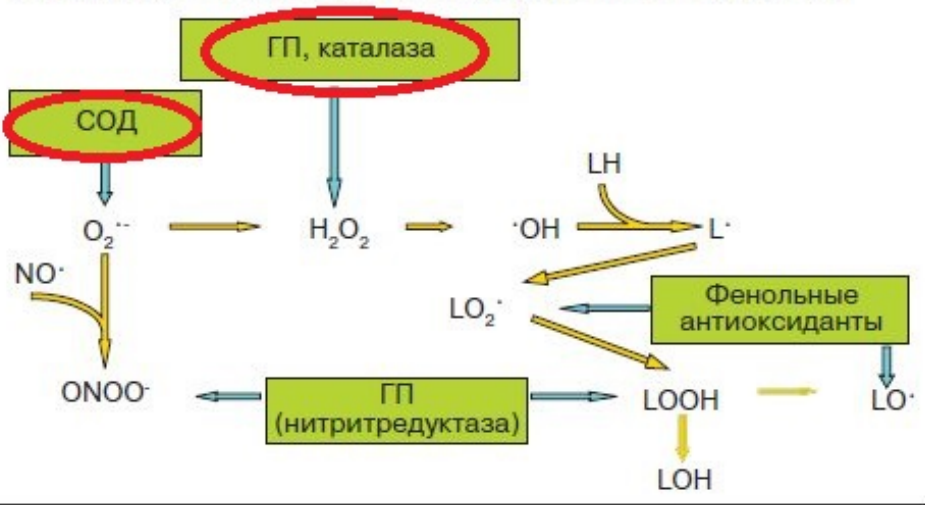 ГП, каталаза
СОД
LH
O₂˙⁻
H₂O₂
˙OH
L˙
NO˙
LO₂˙
Фенольные
антиоксиданты
ONOO⁻
ГП
(нитритредуктаза)
LOOH
LO˙
LOH